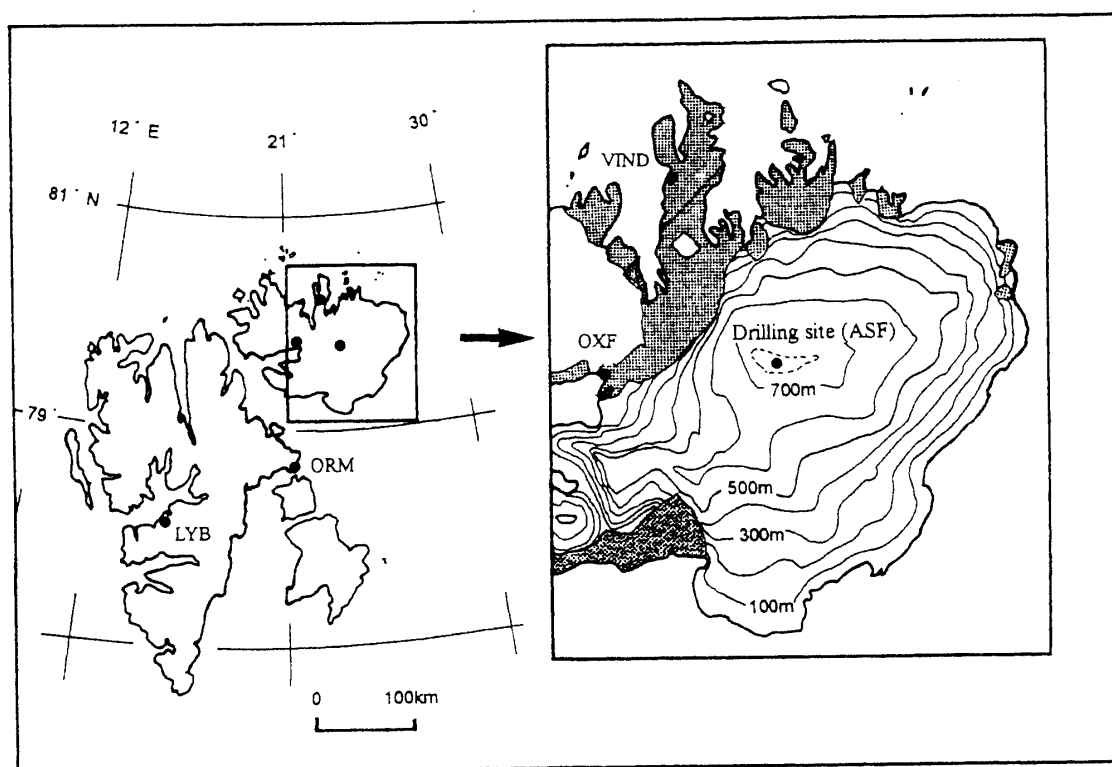 12° E
21°
30°
81° N
79°
ORM
LYB
0 100km
VIND
OXF
Drilling site (ASF)
700m
500m
300m
100m